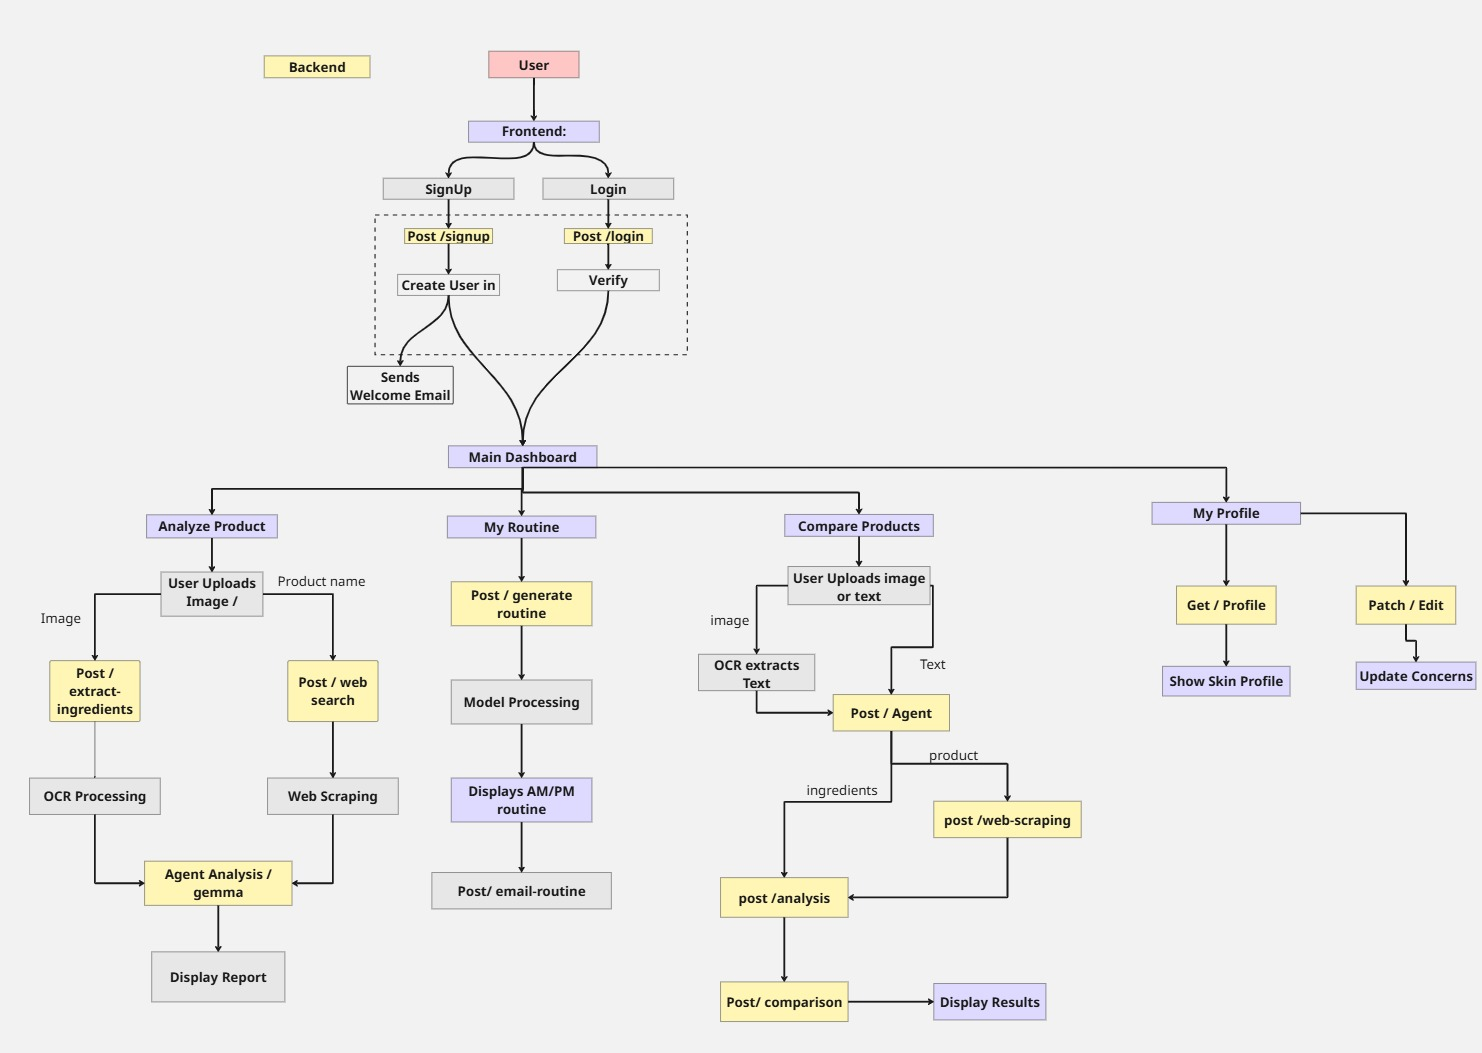 Backend
User
Frontend:
SignUp
Login
Post /signup
Post /login
Create User in
Verify
Sends
Welcome Email
Main Dashboard
Analyze Product
My Routine
Compare Products
My Profile
User Uploads
Image /
Product name
Image
Post /
extract-
ingredients
Post / web
search
OCR Processing
Web Scraping
Agent Analysis /
gemma
Display Report
Post / generate
routine
Model Processing
Displays AM/PM
routine
Post/ email-routine
User Uploads image
or text
image
Text
OCR extracts
Text
Post / Agent
product
ingredients
post /web-scraping
post /analysis
Post/ comparison
Display Results
Get / Profile
Patch / Edit
Show Skin Profile
Update Concerns